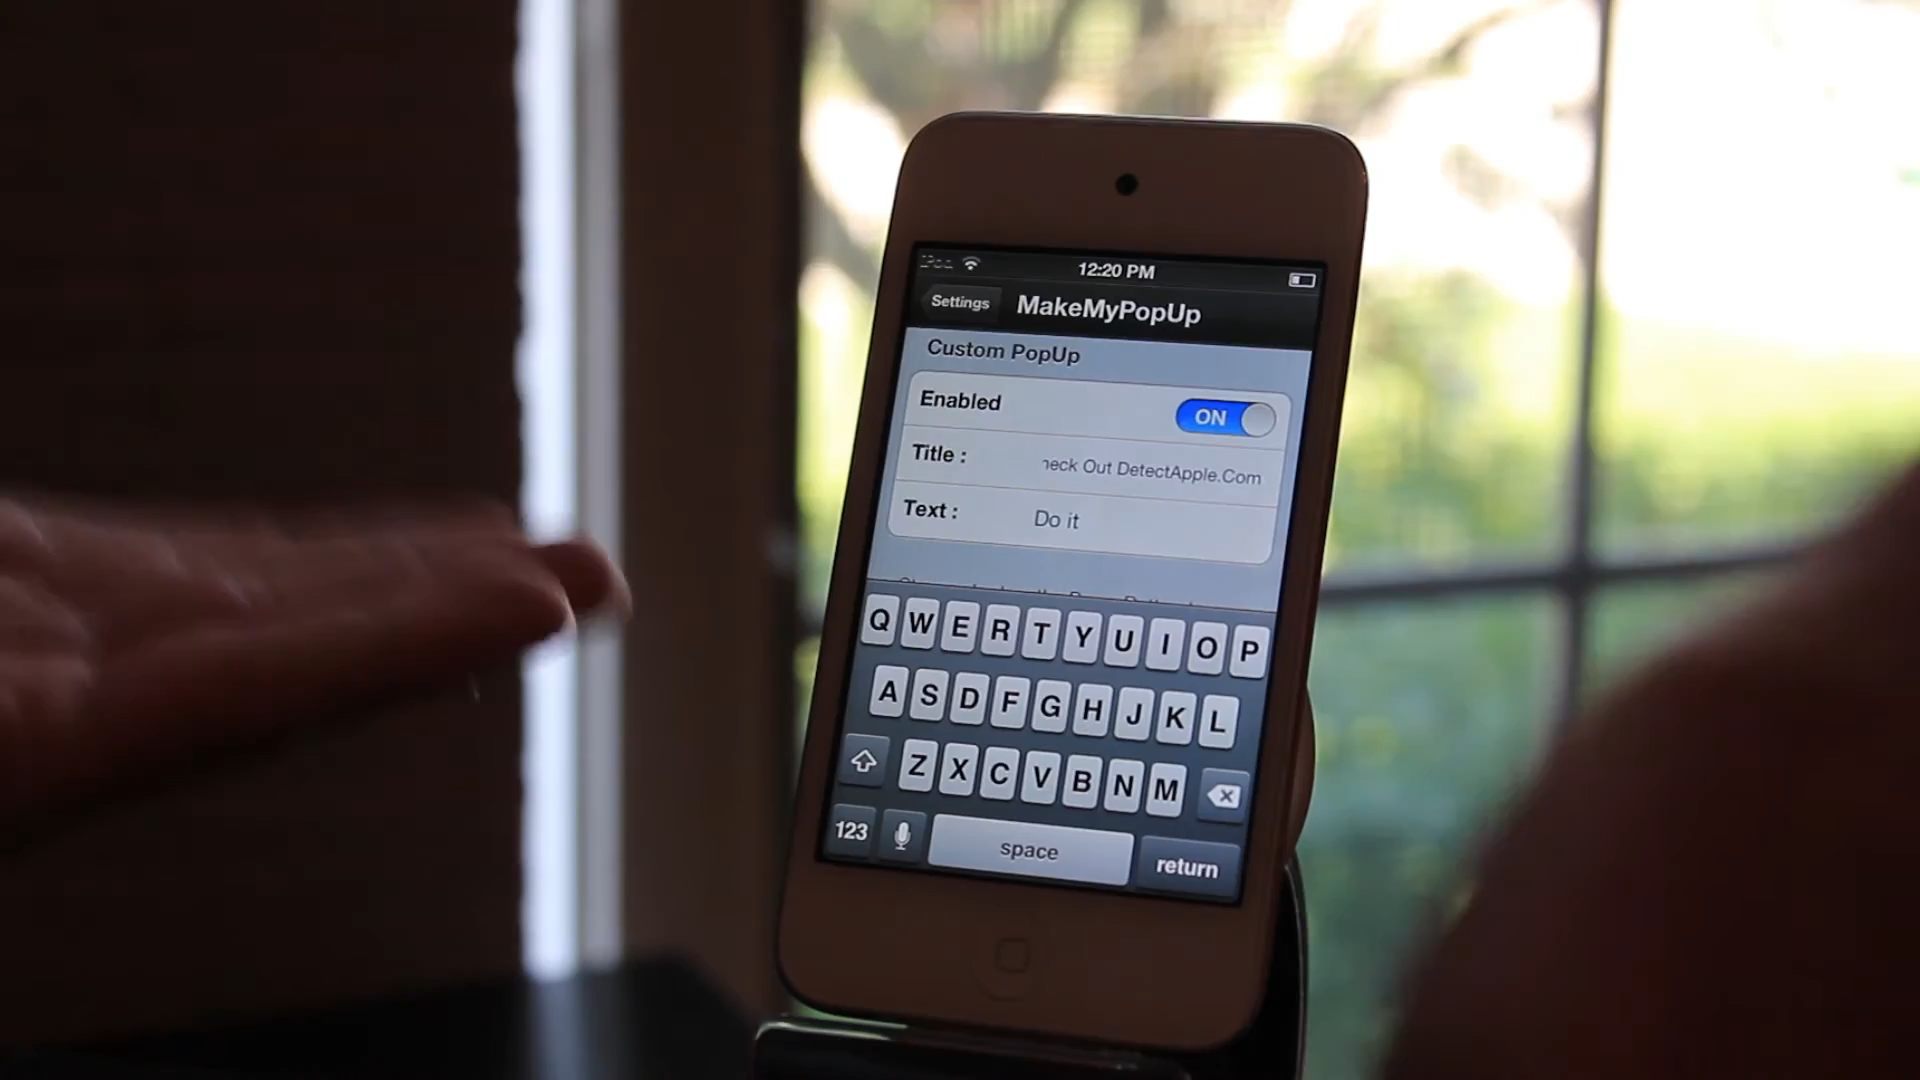 iPod 12:20 PM
Settings MakeMyPopUp
Custom PopUp
Enabled ON
Title : heck Out DetectApple.Com
Text : Do it
Q W E R T Y U I O P
A S D F G H J K L
Z X C V B N M
123 space return